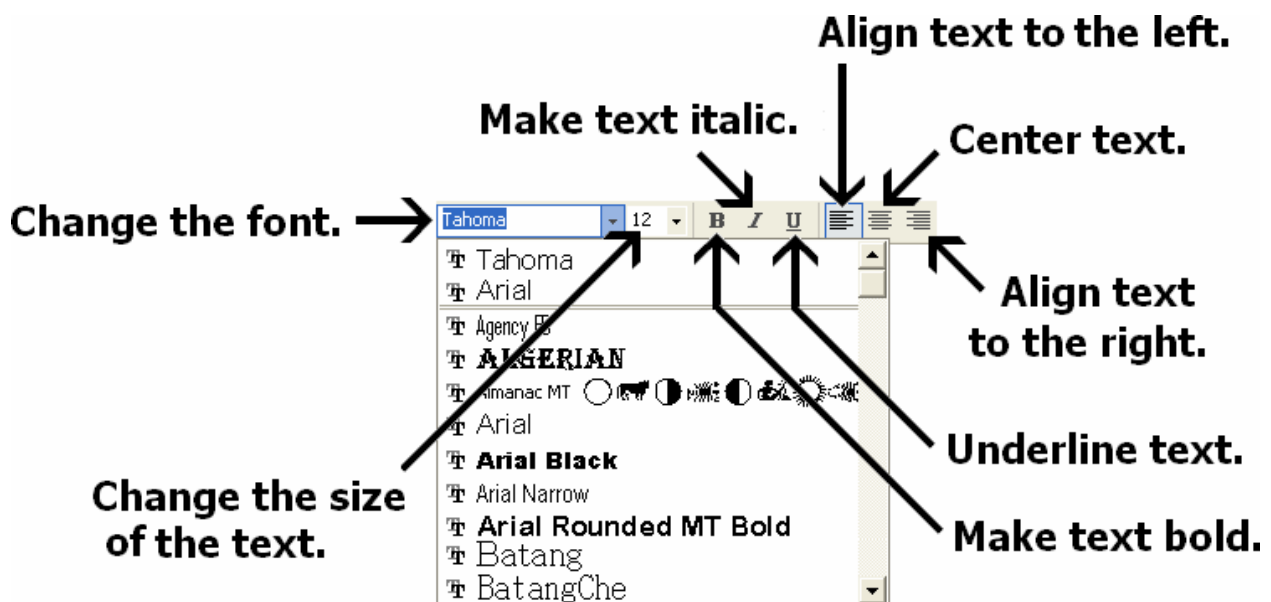 Align text to the left.
Make text italic.
Center text.
Change the font.
Tahoma 12 B I U
Tahoma
Arial
Align text
to the right.
Agency FB
ALGERIAN
Almanac MT
Arial
Arial Black
Underline text.
Change the size
of the text.
Arial Narrow
Arial Rounded MT Bold
Make text bold.
Batang
BatangChe